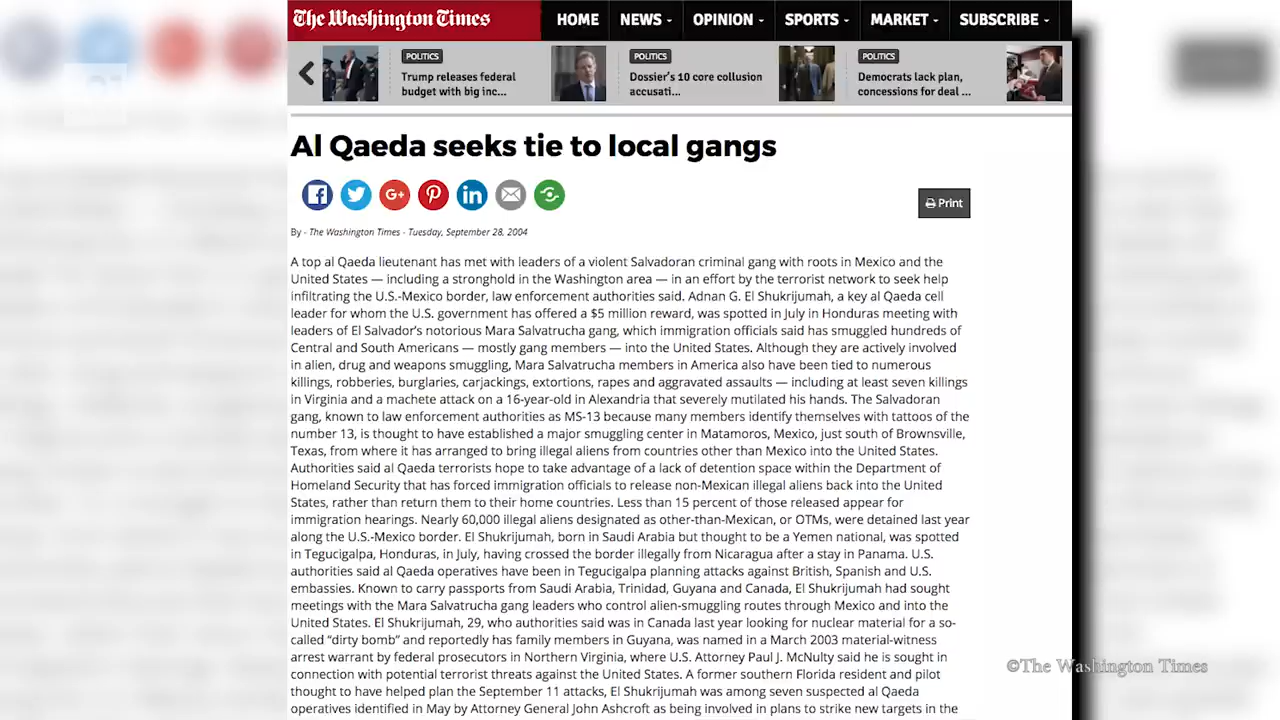 The Washington Times
HOME NEWS OPINION SPORTS MARKET SUBSCRIBE
POLITICS
Trump releases federal
budget with big inc...
POLITICS
Dossier's 10 core collusion
accusati...
POLITICS
Democrats lack plan,
concessions for deal ...
Al Qaeda seeks tie to local gangs
Print
By - The Washington Times - Tuesday, September 28, 2004
A top al Qaeda lieutenant has met with leaders of a violent Salvadoran criminal gang with roots in Mexico and the
United States — including a stronghold in the Washington area — in an effort by the terrorist network to seek help
infiltrating the U.S.-Mexico border, law enforcement authorities said. Adnan G. El Shukrijumah, a key al Qaeda cell
leader for whom the U.S. government has offered a $5 million reward, was spotted in July in Honduras meeting with
leaders of El Salvador's notorious Mara Salvatrucha gang, which immigration officials said has smuggled hundreds of
Central and South Americans — mostly gang members — into the United States. Although they are actively involved
in alien, drug and weapons smuggling, Mara Salvatrucha members in America also have been tied to numerous
killings, robberies, burglaries, carjackings, extortions, rapes and aggravated assaults — including at least seven killings
in Virginia and a machete attack on a 16-year-old in Alexandria that severely mutilated his hands. The Salvadoran
gang, known to law enforcement authorities as MS-13 because many members identify themselves with tattoos of the
number 13, is thought to have established a major smuggling center in Matamoros, Mexico, just south of Brownsville,
Texas, from where it has arranged to bring illegal aliens from countries other than Mexico into the United States.
Authorities said al Qaeda terrorists hope to take advantage of a lack of detention space within the Department of
Homeland Security that has forced immigration officials to release non-Mexican illegal aliens back into the United
States, rather than return them to their home countries. Less than 15 percent of those released appear for
immigration hearings. Nearly 60,000 illegal aliens designated as other-than-Mexican, or OTMs, were detained last year
along the U.S.-Mexico border. El Shukrijumah, born in Saudi Arabia but thought to be a Yemen national, was spotted
in Tegucigalpa, Honduras, in July, having crossed the border illegally from Nicaragua after a stay in Panama. U.S.
authorities said al Qaeda operatives have been in Tegucigalpa planning attacks against British, Spanish and U.S.
embassies. Known to carry passports from Saudi Arabia, Trinidad, Guyana and Canada, El Shukrijumah had sought
meetings with the Mara Salvatrucha gang leaders who control alien-smuggling routes through Mexico and into the
United States. El Shukrijumah, 29, who authorities said was in Canada last year looking for nuclear material for a so-
called “dirty bomb” and reportedly has family members in Guyana, was named in a March 2003 material-witness
arrest warrant by federal prosecutors in Northern Virginia, where U.S. Attorney Paul J. McNulty said he is sought in
connection with potential terrorist threats against the United States. A former southern Florida resident and pilot
thought to have helped plan the September 11 attacks, El Shukrijumah was among seven suspected al Qaeda
operatives identified in May by Attorney General John Ashcroft as being involved in plans to strike new targets in the
©The Washington Times